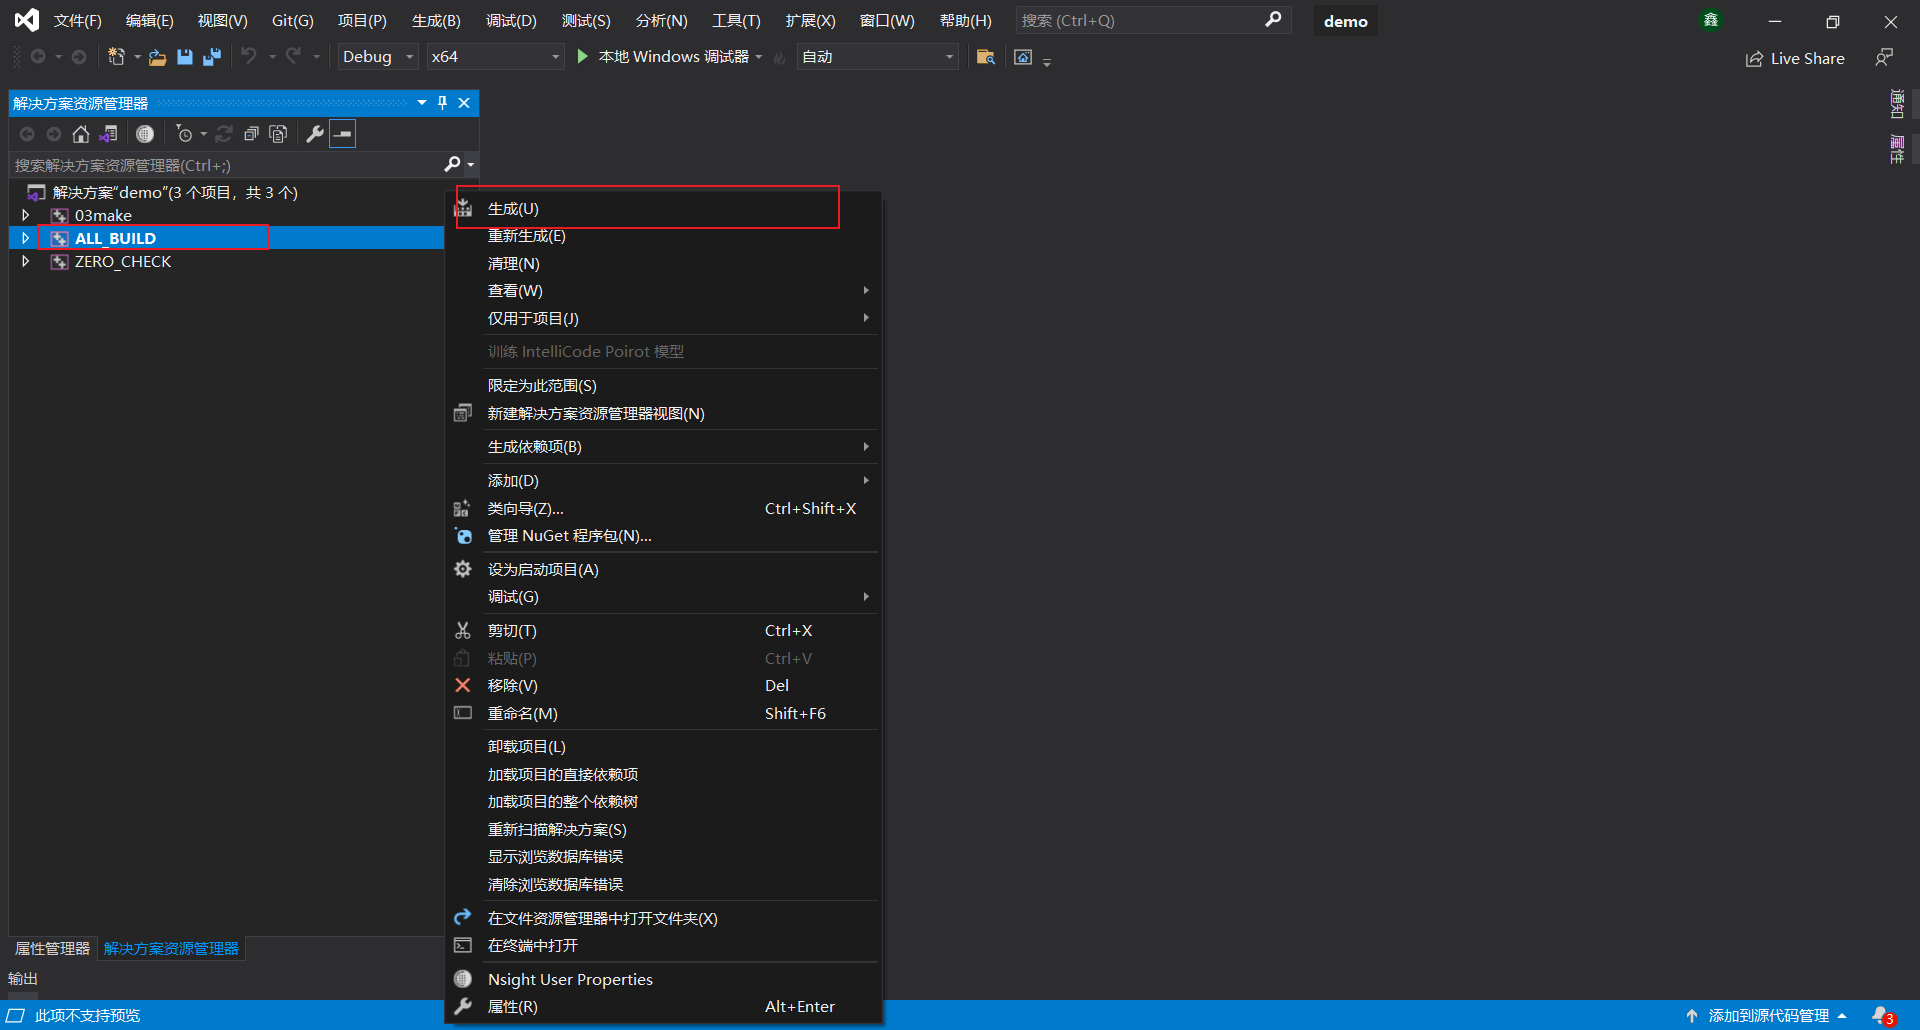 文件(F) 编辑(E) 视图(V) Git(G) 项目(P) 生成(B) 调试(D) 测试(S) 分析(N) 工具(T) 扩展(X) 窗口(W) 帮助(H) 搜索 (Ctrl+Q) demo 鑫
Debug x64 本地 Windows 调试器 自动 Live Share
解决方案资源管理器
搜索解决方案资源管理器(Ctrl+;)
解决方案"demo"(3 个项目，共 3 个)
03make
ALL_BUILD
ZERO_CHECK
生成(U)
重新生成(E)
清理(N)
查看(W)
仅用于项目(J)
训练 IntelliCode Poirot 模型
限定为此范围(S)
新建解决方案资源管理器视图(N)
生成依赖项(B)
添加(D)
类向导(Z)... Ctrl+Shift+X
管理 NuGet 程序包(N)...
设为启动项目(A)
调试(G)
剪切(T) Ctrl+X
粘贴(P) Ctrl+V
移除(V) Del
重命名(M) Shift+F6
卸载项目(L)
加载项目的直接依赖项
加载项目的整个依赖树
重新扫描解决方案(S)
显示浏览数据库错误
清除浏览数据库错误
在文件资源管理器中打开文件夹(X)
在终端中打开
Nsight User Properties
属性(R) Alt+Enter
通知
属性
属性管理器 解决方案资源管理器
输出
此项不支持预览 添加到源代码管理 3